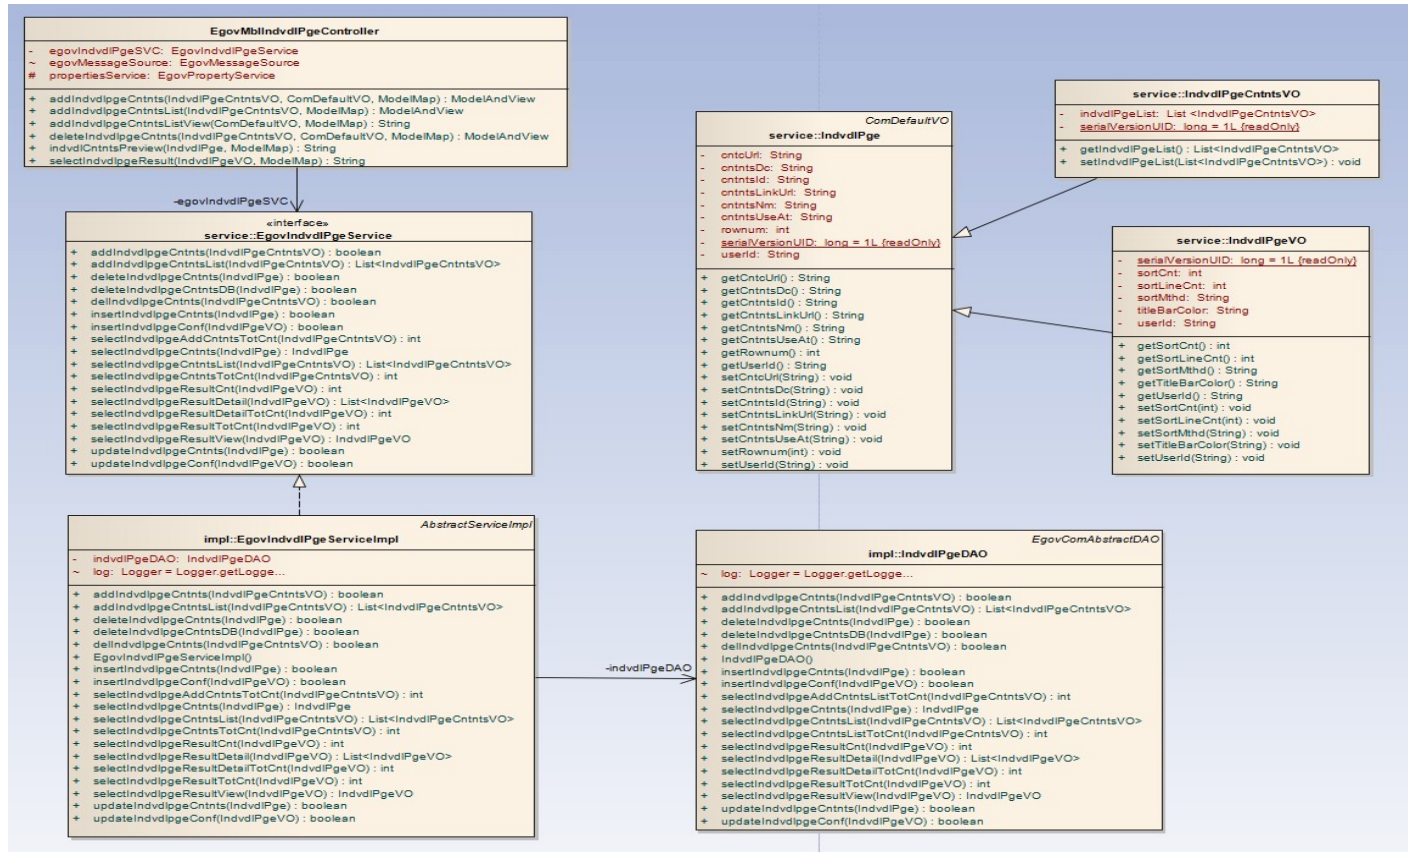 EgovMblIndvdlPgeController
- egovIndvdlPgeSVC: EgovIndvdlPgeService
~ egovMessageSource: EgovMessageSource
# propertiesService: EgovPropertyService
+ addIndvdlpgeCntnts(IndvdlPgeCntntsVO, ComDefaultVO, ModelMap) : ModelAndView
+ addIndvdlpgeCntntsList(IndvdlPgeCntntsVO, ModelMap) : ModelAndView
+ addIndvdlpgeCntntsListView(ComDefaultVO, ModelMap) : String
+ deleteIndvdlpgeCntnts(IndvdlPgeCntntsVO, ComDefaultVO, ModelMap) : ModelAndView
+ indvdlCntntsPreview(IndvdlPge, ModelMap) : String
+ selectIndvdlpgeResult(IndvdlPgeVO, ModelMap) : String
-egovIndvdlPgeSVC
«interface»
service::EgovIndvdlPgeService
+ addIndvdlpgeCntnts(IndvdlPgeCntntsVO) : boolean
+ addIndvdlpgeCntntsList(IndvdlPgeCntntsVO) : List<IndvdlPgeCntntsVO>
+ deleteIndvdlpgeCntnts(IndvdlPge) : boolean
+ deleteIndvdlpgeCntntsDB(IndvdlPge) : boolean
+ delIndvdlpgeCntnts(IndvdlPgeCntntsVO) : boolean
+ insertIndvdlpgeCntnts(IndvdlPge) : boolean
+ insertIndvdlpgeConf(IndvdlPgeVO) : boolean
+ selectIndvdlpgeAddCntntsTotCnt(IndvdlPgeCntntsVO) : int
+ selectIndvdlpgeCntnts(IndvdlPge) : IndvdlPge
+ selectIndvdlpgeCntntsList(IndvdlPgeCntntsVO) : List<IndvdlPgeCntntsVO>
+ selectIndvdlpgeCntntsTotCnt(IndvdlPgeCntntsVO) : int
+ selectIndvdlpgeResultCnt(IndvdlPgeVO) : int
+ selectIndvdlpgeResultDetail(IndvdlPgeVO) : List<IndvdlPgeVO>
+ selectIndvdlpgeResultDetailTotCnt(IndvdlPgeVO) : int
+ selectIndvdlpgeResultTotCnt(IndvdlPgeVO) : int
+ selectIndvdlpgeResultView(IndvdlPgeVO) : IndvdlPgeVO
+ updateIndvdlpgeCntnts(IndvdlPge) : boolean
+ updateIndvdlpgeConf(IndvdlPgeVO) : boolean
AbstractServiceImpl
impl::EgovIndvdlPgeServiceImpl
- indvdlPgeDAO: IndvdlPgeDAO
~ log: Logger = Logger.getLogge...
+ addIndvdlpgeCntnts(IndvdlPgeCntntsVO) : boolean
+ addIndvdlpgeCntntsList(IndvdlPgeCntntsVO) : List<IndvdlPgeCntntsVO>
+ deleteIndvdlpgeCntnts(IndvdlPge) : boolean
+ deleteIndvdlpgeCntntsDB(IndvdlPge) : boolean
+ delIndvdlpgeCntnts(IndvdlPgeCntntsVO) : boolean
+ EgovIndvdlPgeServiceImpl()
+ insertIndvdlpgeCntnts(IndvdlPge) : boolean
+ insertIndvdlpgeConf(IndvdlPgeVO) : boolean
+ selectIndvdlpgeAddCntntsTotCnt(IndvdlPgeCntntsVO) : int
+ selectIndvdlpgeCntnts(IndvdlPge) : IndvdlPge
+ selectIndvdlpgeCntntsList(IndvdlPgeCntntsVO) : List<IndvdlPgeCntntsVO>
+ selectIndvdlpgeCntntsTotCnt(IndvdlPgeCntntsVO) : int
+ selectIndvdlpgeResultCnt(IndvdlPgeVO) : int
+ selectIndvdlpgeResultDetail(IndvdlPgeVO) : List<IndvdlPgeVO>
+ selectIndvdlpgeResultDetailTotCnt(IndvdlPgeVO) : int
+ selectIndvdlpgeResultTotCnt(IndvdlPgeVO) : int
+ selectIndvdlpgeResultView(IndvdlPgeVO) : IndvdlPgeVO
+ updateIndvdlpgeCntnts(IndvdlPge) : boolean
+ updateIndvdlpgeConf(IndvdlPgeVO) : boolean
-indvdlPgeDAO
ComDefaultVO
service::IndvdlPge
- cntcUrl: String
- cntntsDc: String
- cntntsId: String
- cntntsLinkUrl: String
- cntntsNm: String
- cntntsUseAt: String
- rownum: int
- serialVersionUID: long = 1L {readOnly}
- userId: String
+ getCntcUrl() : String
+ getCntntsDc() : String
+ getCntntsId() : String
+ getCntntsLinkUrl() : String
+ getCntntsNm() : String
+ getCntntsUseAt() : String
+ getRownum() : int
+ getUserId() : String
+ setCntcUrl(String) : void
+ setCntntsDc(String) : void
+ setCntntsId(String) : void
+ setCntntsLinkUrl(String) : void
+ setCntntsNm(String) : void
+ setCntntsUseAt(String) : void
+ setRownum(int) : void
+ setUserId(String) : void
service::IndvdlPgeCntntsVO
- indvdlPgeList: List <IndvdlPgeCntntsVO>
- serialVersionUID: long = 1L {readOnly}
+ getIndvdlPgeList() : List<IndvdlPgeCntntsVO>
+ setIndvdlPgeList(List<IndvdlPgeCntntsVO>) : void
service::IndvdlPgeVO
- serialVersionUID: long = 1L {readOnly}
- sortCnt: int
- sortLineCnt: int
- sortMthd: String
- titleBarColor: String
- userId: String
+ getSortCnt() : int
+ getSortLineCnt() : int
+ getSortMthd() : String
+ getTitleBarColor() : String
+ getUserId() : String
+ setSortCnt(int) : void
+ setSortLineCnt(int) : void
+ setSortMthd(String) : void
+ setTitleBarColor(String) : void
+ setUserId(String) : void
EgovComAbstractDAO
impl::IndvdlPgeDAO
~ log: Logger = Logger.getLogge...
+ addIndvdlpgeCntnts(IndvdlPgeCntntsVO) : boolean
+ addIndvdlpgeCntntsList(IndvdlPgeCntntsVO) : List<IndvdlPgeCntntsVO>
+ deleteIndvdlpgeCntnts(IndvdlPge) : boolean
+ deleteIndvdlpgeCntntsDB(IndvdlPge) : boolean
+ delIndvdlpgeCntnts(IndvdlPgeCntntsVO) : boolean
+ IndvdlPgeDAO()
+ insertIndvdlpgeCntnts(IndvdlPge) : boolean
+ insertIndvdlpgeConf(IndvdlPgeVO) : boolean
+ selectIndvdlpgeAddCntntsListTotCnt(IndvdlPgeCntntsVO) : int
+ selectIndvdlpgeCntnts(IndvdlPge) : IndvdlPge
+ selectIndvdlpgeCntntsList(IndvdlPgeCntntsVO) : List<IndvdlPgeCntntsVO>
+ selectIndvdlpgeCntntsListTotCnt(IndvdlPgeCntntsVO) : int
+ selectIndvdlpgeResultCnt(IndvdlPgeVO) : int
+ selectIndvdlpgeResultDetail(IndvdlPgeVO) : List<IndvdlPgeVO>
+ selectIndvdlpgeResultDetailTotCnt(IndvdlPgeVO) : int
+ selectIndvdlpgeResultTotCnt(IndvdlPgeVO) : int
+ selectIndvdlpgeResultView(IndvdlPgeVO) : IndvdlPgeVO
+ updateIndvdlpgeCntnts(IndvdlPge) : boolean
+ updateIndvdlpgeConf(IndvdlPgeVO) : boolean